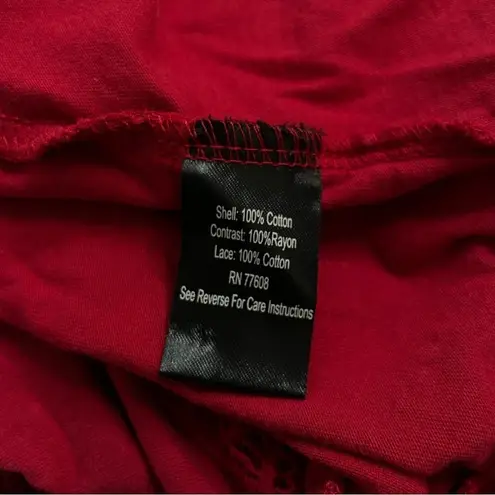 Shell: 100% Cotton
Contrast: 100%Rayon
Lace: 100% Cotton
RN 77608
See Reverse For Care Instructions